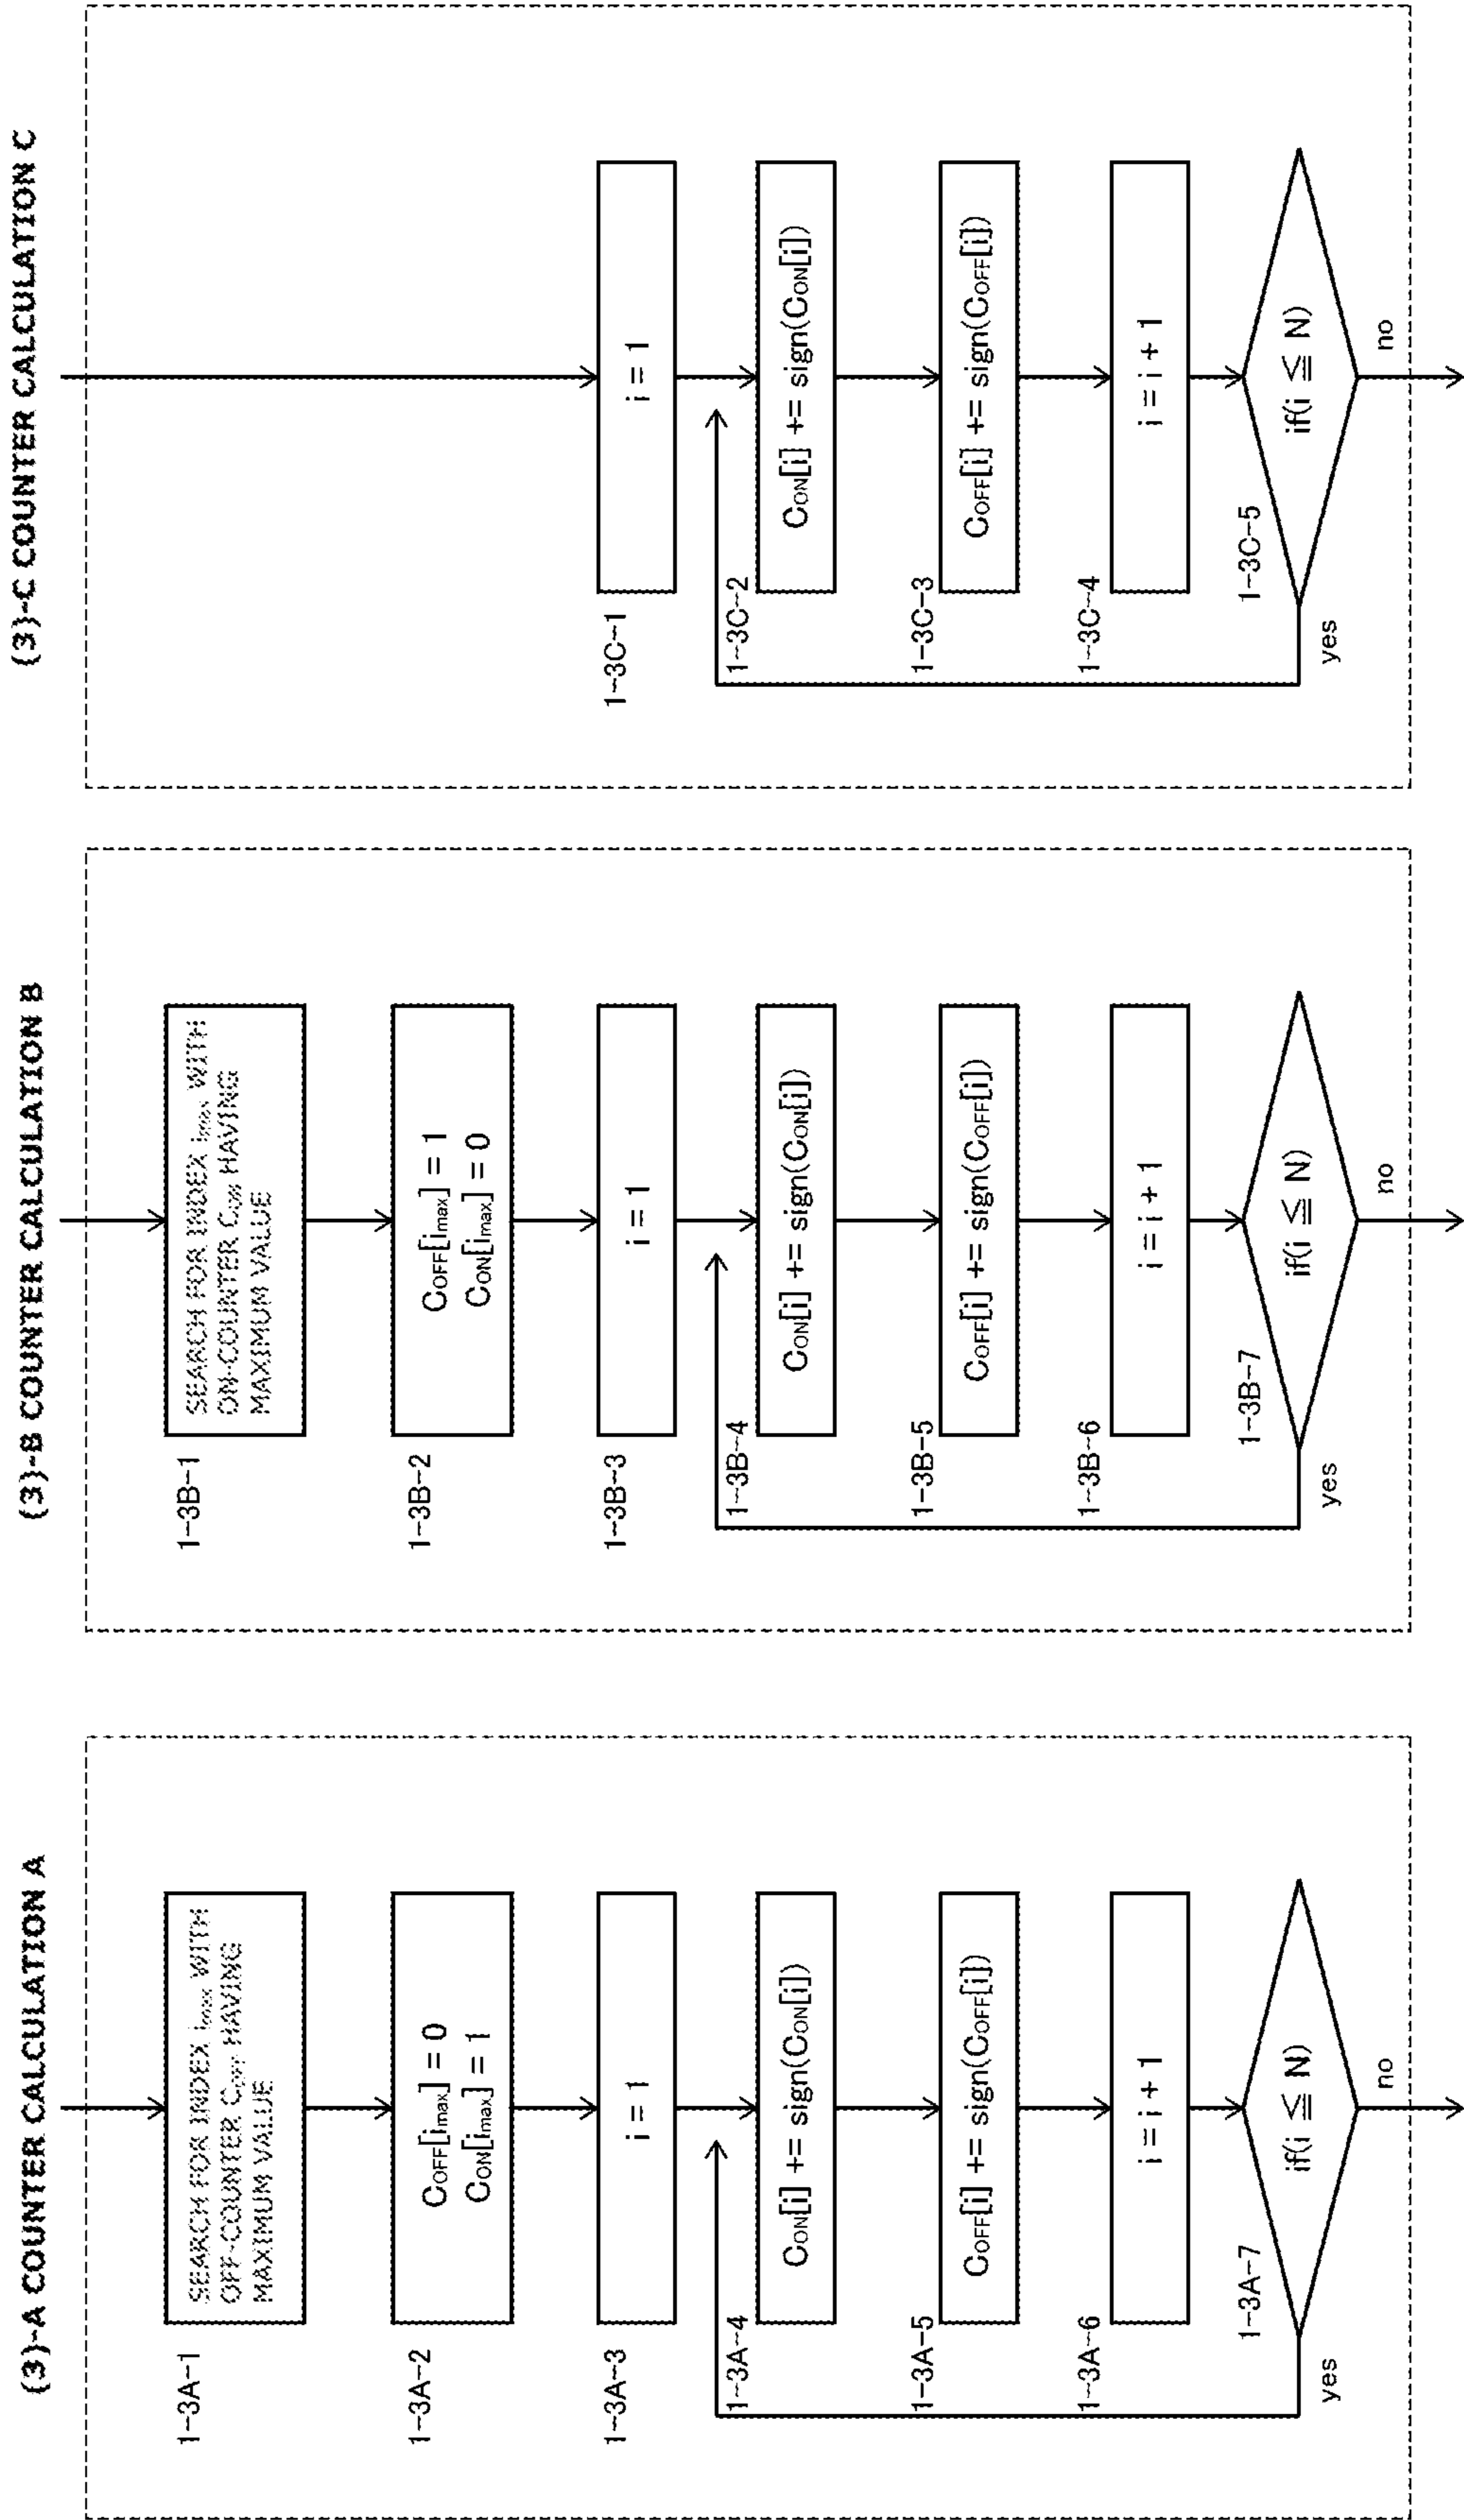 (3)-A COUNTER CALCULATION A
1-3A-1
SEARCH FOR INDEX imax WITH
OFF-COUNTER COFF HAVING
MAXIMUM VALUE
1-3A-2
COFF[imax] = 0
CON[imax] = 1
1-3A-3
i = 1
1-3A-4
CON[i] += sign(CON[i])
1-3A-5
COFF[i] += sign(COFF[i])
1-3A-6
i = i + 1
1-3A-7
if(i ≦ N)
yes
no
(3)-B COUNTER CALCULATION B
1-3B-1
SEARCH FOR INDEX imax WITH
ON-COUNTER CON HAVING
MAXIMUM VALUE
1-3B-2
COFF[imax] = 1
CON[imax] = 0
1-3B-3
i = 1
1-3B-4
CON[i] += sign(CON[i])
1-3B-5
COFF[i] += sign(COFF[i])
1-3B-6
i = i + 1
1-3B-7
if(i ≦ N)
yes
no
(3)-C COUNTER CALCULATION C
1-3C-1
i = 1
1-3C-2
CON[i] += sign(CON[i])
1-3C-3
COFF[i] += sign(COFF[i])
1-3C-4
i = i + 1
1-3C-5
if(i ≦ N)
yes
no